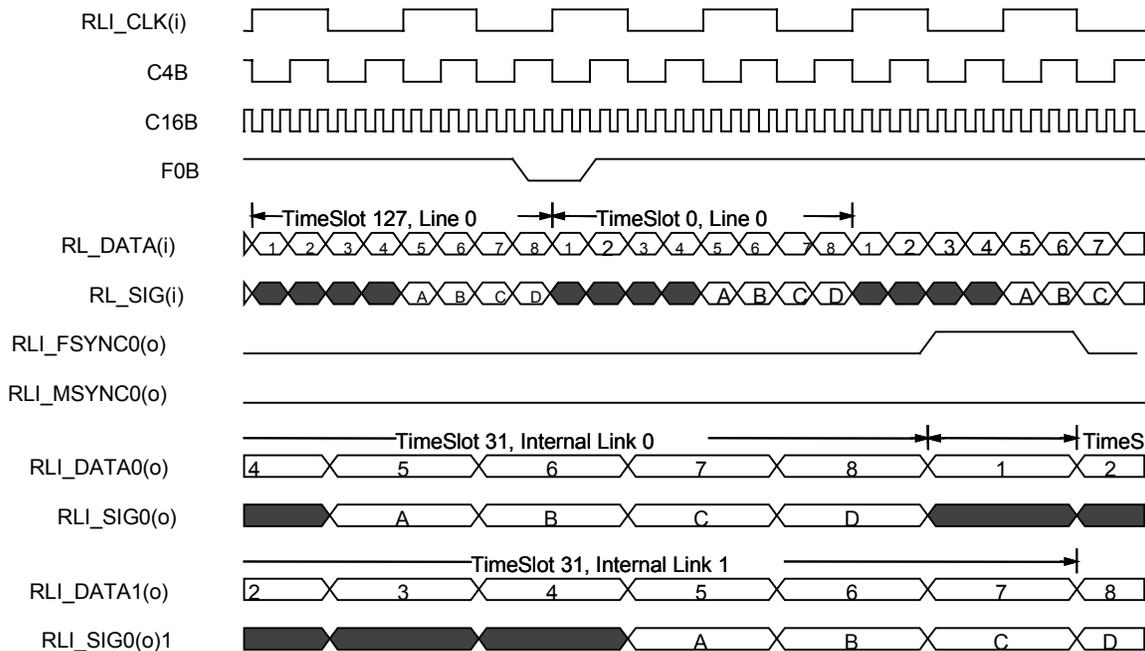 RLI_CLK(i)
C4B
C16B
F0B
TimeSlot 127, Line 0 TimeSlot 0, Line 0
RL_DATA(i) 1 2 3 4 5 6 7 8 1 2 3 4 5 6 7 8 1 2 3 4 5 6 7
RL_SIG(i) A B C D A B C D A B C
RLI_FSYNC0(o)
RLI_MSYNC0(o)
TimeSlot 31, Internal Link 0 TimeS
RLI_DATA0(o) 4 5 6 7 8 1 2
RLI_SIG0(o) A B C D
TimeSlot 31, Internal Link 1
RLI_DATA1(o) 2 3 4 5 6 7 8
RLI_SIG0(o)1 A B C D